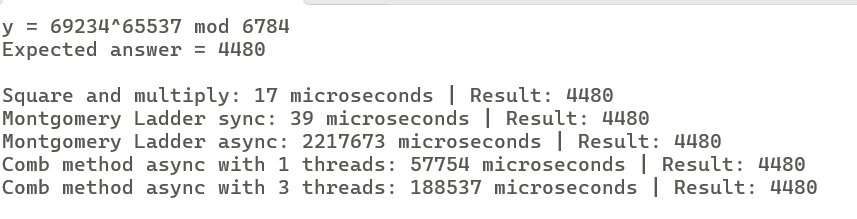 y = 69234^65537 mod 6784
Expected answer = 4480
Square and multiply: 17 microseconds | Result: 4480
Montgomery Ladder sync: 39 microseconds | Result: 4480
Montgomery Ladder async: 2217673 microseconds | Result: 4480
Comb method async with 1 threads: 57754 microseconds | Result: 4480
Comb method async with 3 threads: 188537 microseconds | Result: 4480